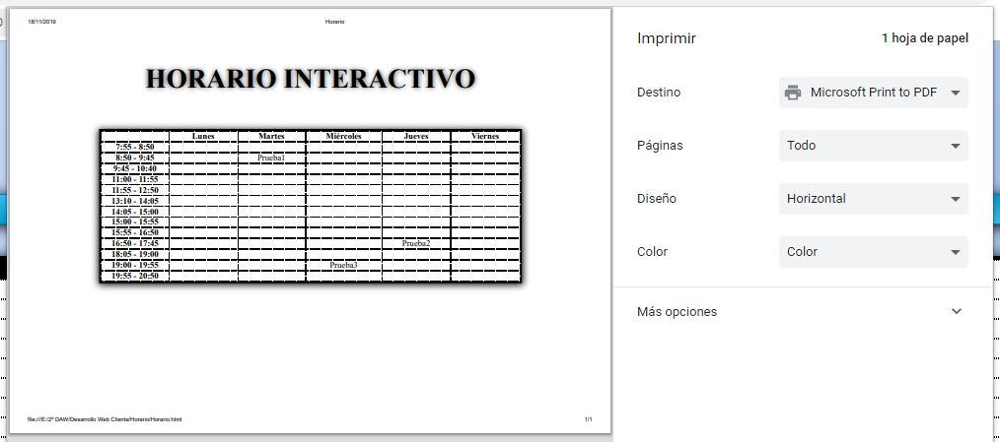 18/11/2019 Horario
HORARIO INTERACTIVO
Lunes Martes Miércoles Jueves Viernes
7:55 - 8:50
8:50 - 9:45 Prueba1
9:45 - 10:40
11:00 - 11:55
11:55 - 12:50
13:10 - 14:05
14:05 - 15:00
15:00 - 15:55
15:55 - 16:50
16:50 - 17:45 Prueba2
18:05 - 19:00
19:00 - 19:55 Prueba3
19:55 - 20:50
file:///E:/2º DAW/Desarrollo Web Cliente/Horario/Horario.html 1/1
Imprimir 1 hoja de papel
Destino Microsoft Print to PDF
Páginas Todo
Diseño Horizontal
Color Color
Más opciones